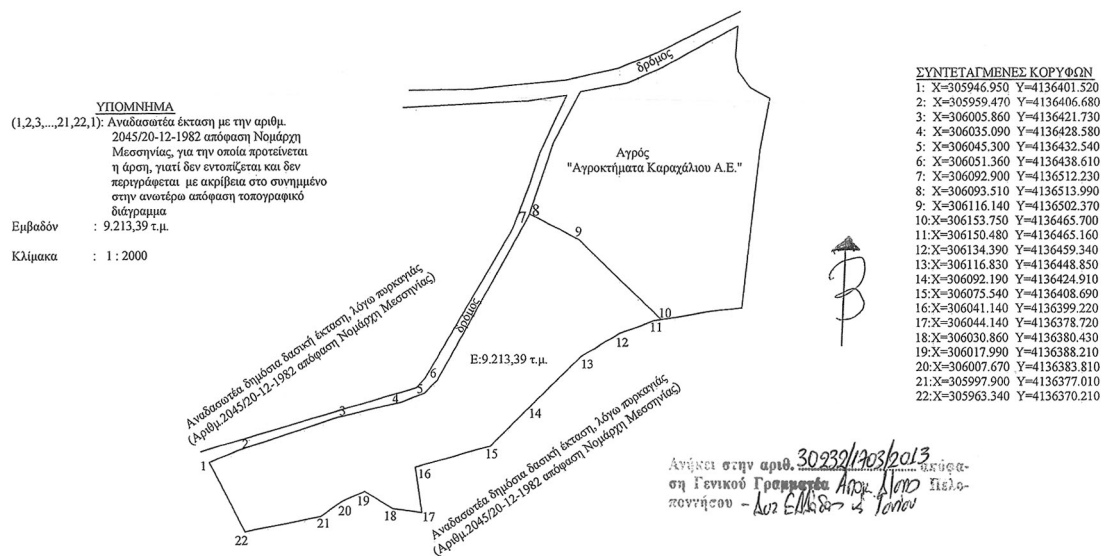 δρόμος
ΥΠΟΜΝΗΜΑ
(1,2,3,...,21,22,1): Αναδασωτέα έκταση με την αριθμ.
2045/20-12-1982 απόφαση Νομάρχη
Μεσσηνίας, για την οποία προτείνεται
η άρση, γιατί δεν εντοπίζεται και δεν
περιγράφεται με ακρίβεια στο συνημμένο
στην ανωτέρω απόφαση τοπογραφικό
διάγραμμα
Εμβαδόν : 9.213,39 τ.μ.
Κλίμακα : 1 : 2000
Αγρός
"Αγροκτήματα Καραχάλιου Α.Ε."
ΣΥΝΤΕΤΑΓΜΕΝΕΣ ΚΟΡΥΦΩΝ
1: X=305946.950 Y=4136401.520
2: X=305959.470 Y=4136406.680
3: X=306005.860 Y=4136421.730
4: X=306035.090 Y=4136428.580
5: X=306045.300 Y=4136432.540
6: X=306051.360 Y=4136438.610
7: X=306092.900 Y=4136512.230
8: X=306093.510 Y=4136513.990
9: X=306116.140 Y=4136502.370
10:X=306153.750 Y=4136465.700
11:X=306150.480 Y=4136465.160
12:X=306134.390 Y=4136459.340
13:X=306116.830 Y=4136448.850
14:X=306092.190 Y=4136424.910
15:X=306075.540 Y=4136408.690
16:X=306041.140 Y=4136399.220
17:X=306044.140 Y=4136378.720
18:X=306030.860 Y=4136380.430
19:X=306017.990 Y=4136388.210
20:X=306007.670 Y=4136383.810
21:X=305997.900 Y=4136377.010
22:X=305963.340 Y=4136370.210
7
8
9
10
11
12
13
14
15
16
17
18
19
20
21
22
1
2
3
4
5
6
δρόμος
E:9.213,39 τ.μ.
Β
Αναδασωτέα δημόσια δασική έκταση, λόγω πυρκαγιάς
(Αριθμ.2045/20-12-1982 απόφαση Νομάρχη Μεσσηνίας)
Αναδασωτέα δημόσια δασική έκταση, λόγω πυρκαγιάς
(Αριθμ.2045/20-12-1982 απόφαση Νομάρχη Μεσσηνίας)
Ανήκει στην αριθ. 30232/1703/2013 απόφα-
ση Γενικού Γραμματέα Αποκ. Δ/σης Πελο-
ποννήσου - Δυτ Ελλάδας & Ιονίου